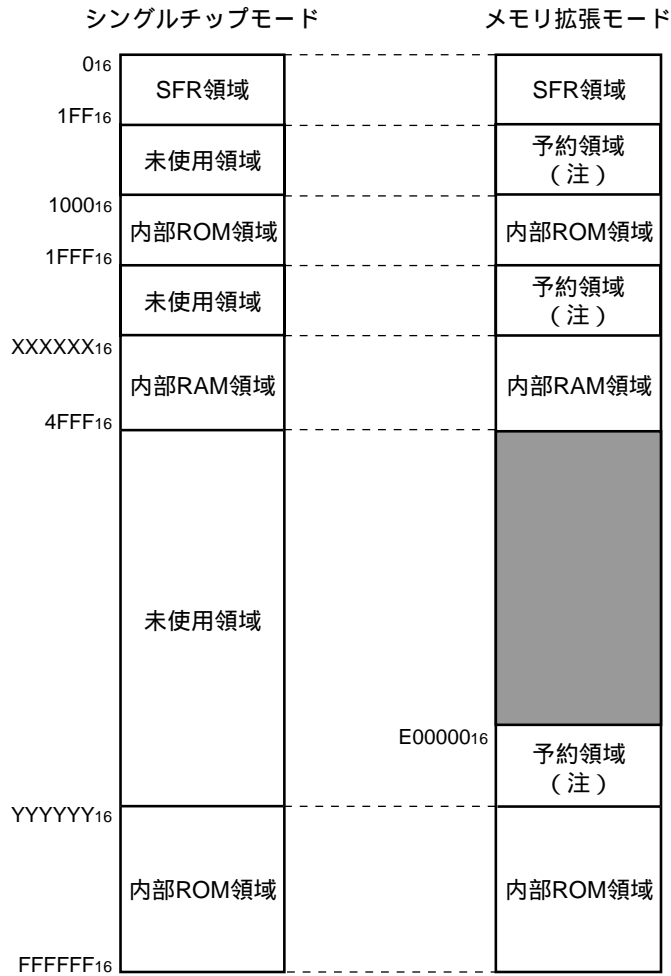 シングルチップモード
メモリ拡張モード
016
SFR領域
SFR領域
1FF16
未使用領域
予約領域
（注）
100016
内部ROM領域
内部ROM領域
1FFF16
未使用領域
予約領域
（注）
XXXXXX16
内部RAM領域
内部RAM領域
4FFF16
未使用領域
E0000016
予約領域
（注）
YYYYYY16
内部ROM領域
内部ROM領域
FFFFFF16